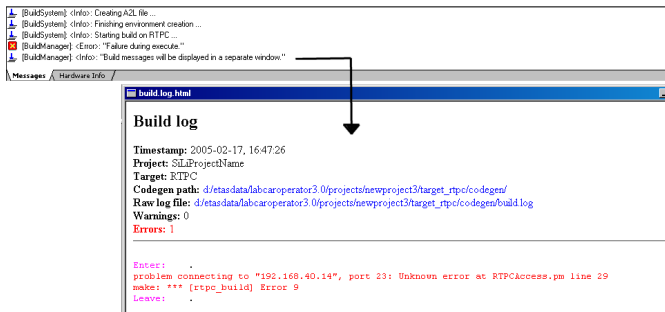 [BuildSystem]: <Info>: Creating A2L file ...
[BuildSystem]: <Info>: Finishing environment creation ...
[BuildSystem]: <Info>: Starting build on RTPC ...
[BuildManager]: <Error>: "Failure during execute."
[BuildManager]: <Info>: "Build messages will be displayed in a separate window."
Messages Hardware Info
build.log.html
Build log
Timestamp: 2005-02-17, 16:47:26
Project: SiLiProjectName
Target: RTPC
Codegen path: d:/etasdata/labcaroperator3.0/projects/newproject3/target_rtpc/codegen/
Raw log file: d:/etasdata/labcaroperator3.0/projects/newproject3/target_rtpc/codegen/build.log
Warnings: 0
Errors: 1
Enter: .
problem connecting to "192.168.40.14", port 23: Unknown error at RTPCAccess.pm line 29
make: *** [rtpc_build] Error 9
Leave: .